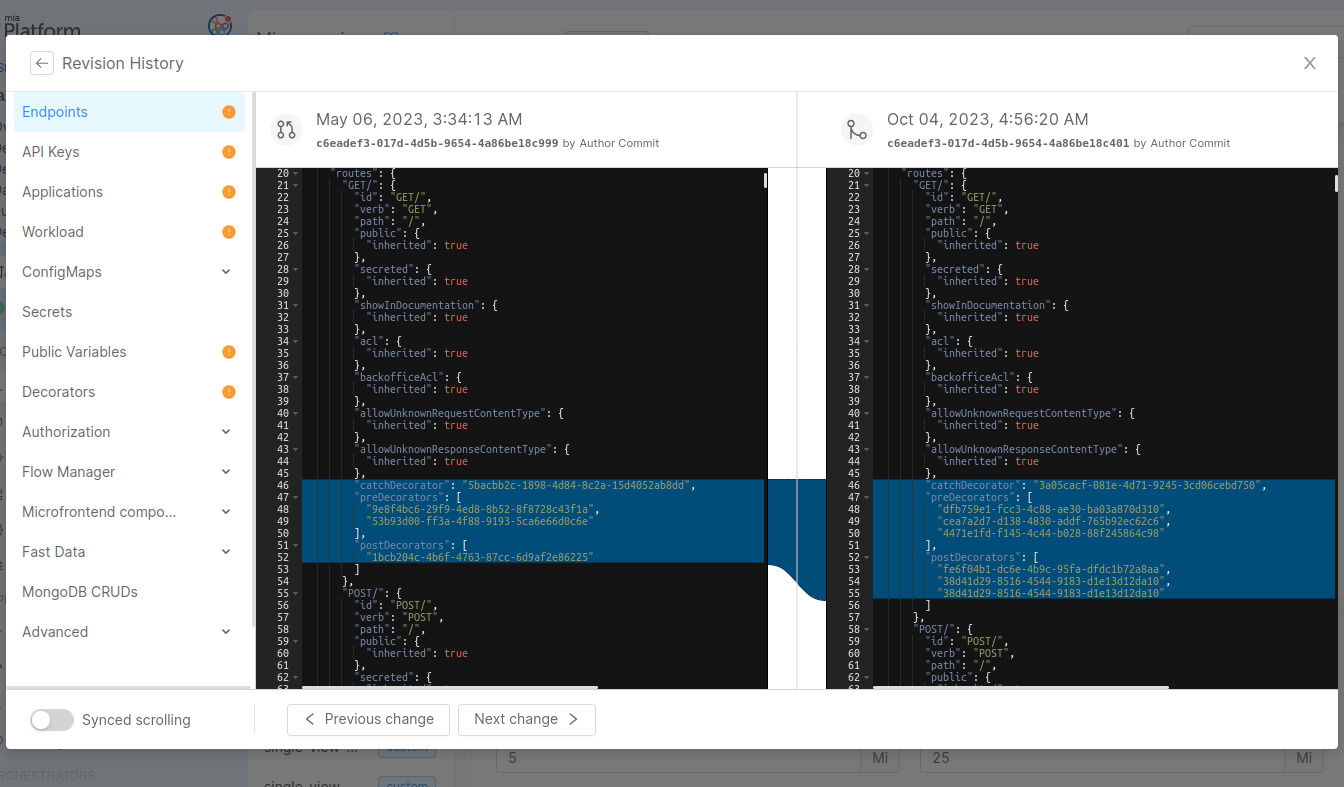 mia
Platform
Revision History
Endpoints
API Keys
Applications
Workload
ConfigMaps
Secrets
Public Variables
Decorators
Authorization
Flow Manager
Microfrontend compo...
Fast Data
MongoDB CRUDs
Advanced
May 06, 2023, 3:34:13 AM
c6eadef3-017d-4d5b-9654-4a86be18c999 by Author Commit
20 "routes": {
21 "GET/": {
22 "id": "GET/",
23 "verb": "GET",
24 "path": "/",
25 "public": {
26 "inherited": true
27 },
28 "secreted": {
29 "inherited": true
30 },
31 "showInDocumentation": {
32 "inherited": true
33 },
34 "acl": {
35 "inherited": true
36 },
37 "backofficeAcl": {
38 "inherited": true
39 },
40 "allowUnknownRequestContentType": {
41 "inherited": true
42 },
43 "allowUnknownResponseContentType": {
44 "inherited": true
45 },
46 "catchDecorator": "5bacbb2c-1898-4d84-8c2a-15d4052ab8dd",
47 "preDecorators": [
48 "9e8f4bc6-29f9-4ed8-8b52-8f8728c43f1a",
49 "53b93d00-ff3a-4f88-9193-5ca6e66d0c6e"
50 ],
51 "postDecorators": [
52 "1bcb204c-4b6f-4763-87cc-6d9af2e86225"
53 ]
54 },
55 "POST/": {
56 "id": "POST/",
57 "verb": "POST",
58 "path": "/",
59 "public": {
60 "inherited": true
61 },
62 "secreted": {
Oct 04, 2023, 4:56:20 AM
c6eadef3-017d-4d5b-9654-4a86be18c401 by Author Commit
20 "routes": {
21 "GET/": {
22 "id": "GET/",
23 "verb": "GET",
24 "path": "/",
25 "public": {
26 "inherited": true
27 },
28 "secreted": {
29 "inherited": true
30 },
31 "showInDocumentation": {
32 "inherited": true
33 },
34 "acl": {
35 "inherited": true
36 },
37 "backofficeAcl": {
38 "inherited": true
39 },
40 "allowUnknownRequestContentType": {
41 "inherited": true
42 },
43 "allowUnknownResponseContentType": {
44 "inherited": true
45 },
46 "catchDecorator": "3a05cacf-081e-4d71-9245-3cd06cebd750",
47 "preDecorators": [
48 "dfb759e1-fcc3-4c88-ae30-ba03a870d310",
49 "cea7a2d7-d138-4830-addf-765b92ec62c6",
50 "4471e1fd-f145-4c44-b028-88f245864c98"
51 ],
52 "postDecorators": [
53 "fe6f04b1-dc6e-4b9c-95fa-dfdc1b72a8aa",
54 "38d41d29-8516-4544-9183-d1e13d12da10",
55 "38d41d29-8516-4544-9183-d1e13d12da10"
56 ]
57 },
58 "POST/": {
59 "id": "POST/",
60 "verb": "POST",
61 "path": "/",
62 "public": {
Synced scrolling
Previous change
Next change
5 Mi
25 Mi